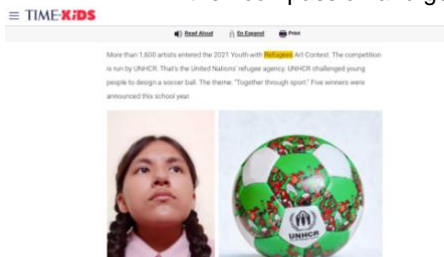 TIME KiDS
Read Aloud En Espanol Print
More than 1,600 artists entered the 2021 Youth with Refugees Art Contest. The competition
is run by UNHCR. That's the United Nations' refugee agency. UNHCR challenged young
people to design a soccer ball. The theme: "Together through sport." Five winners were
announced this school year.
UNHCR